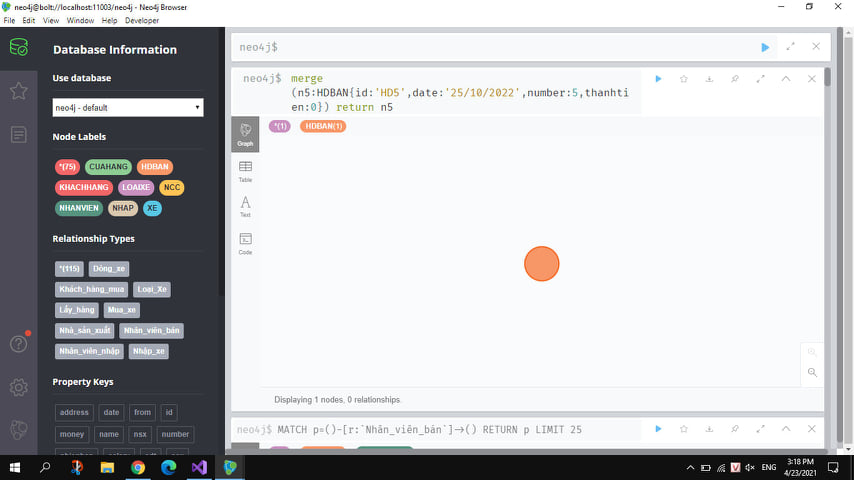 neo4j@bolt://localhost:11003/neo4j - Neo4j Browser
File Edit View Window Help Developer
Database Information
Use database
neo4j - default
Node Labels
*(75) CUAHANG HDBAN
KHACHHANG LOAIXE NCC
NHANVIEN NHAP XE
Relationship Types
*(115) Dòng_xe
Khách_hàng_mua Loại_Xe
Lấy_hàng Mua_xe
Nhà_sản_xuất Nhân_viên_bán
Nhân_viên_nhập Nhập_xe
Property Keys
address date from id
money name nsx number
neo4j$
neo4j$ merge
(n5:HDBAN{id:'HD5',date:'25/10/2022',number:5,thanhti
en:0}) return n5
Graph
Table
Text
Code
*(1) HDBAN(1)
Displaying 1 nodes, 0 relationships.
neo4j$ MATCH p=()-[r:`Nhân_viên_bán`]→() RETURN p LIMIT 25
ENG
3:18 PM
4/23/2021